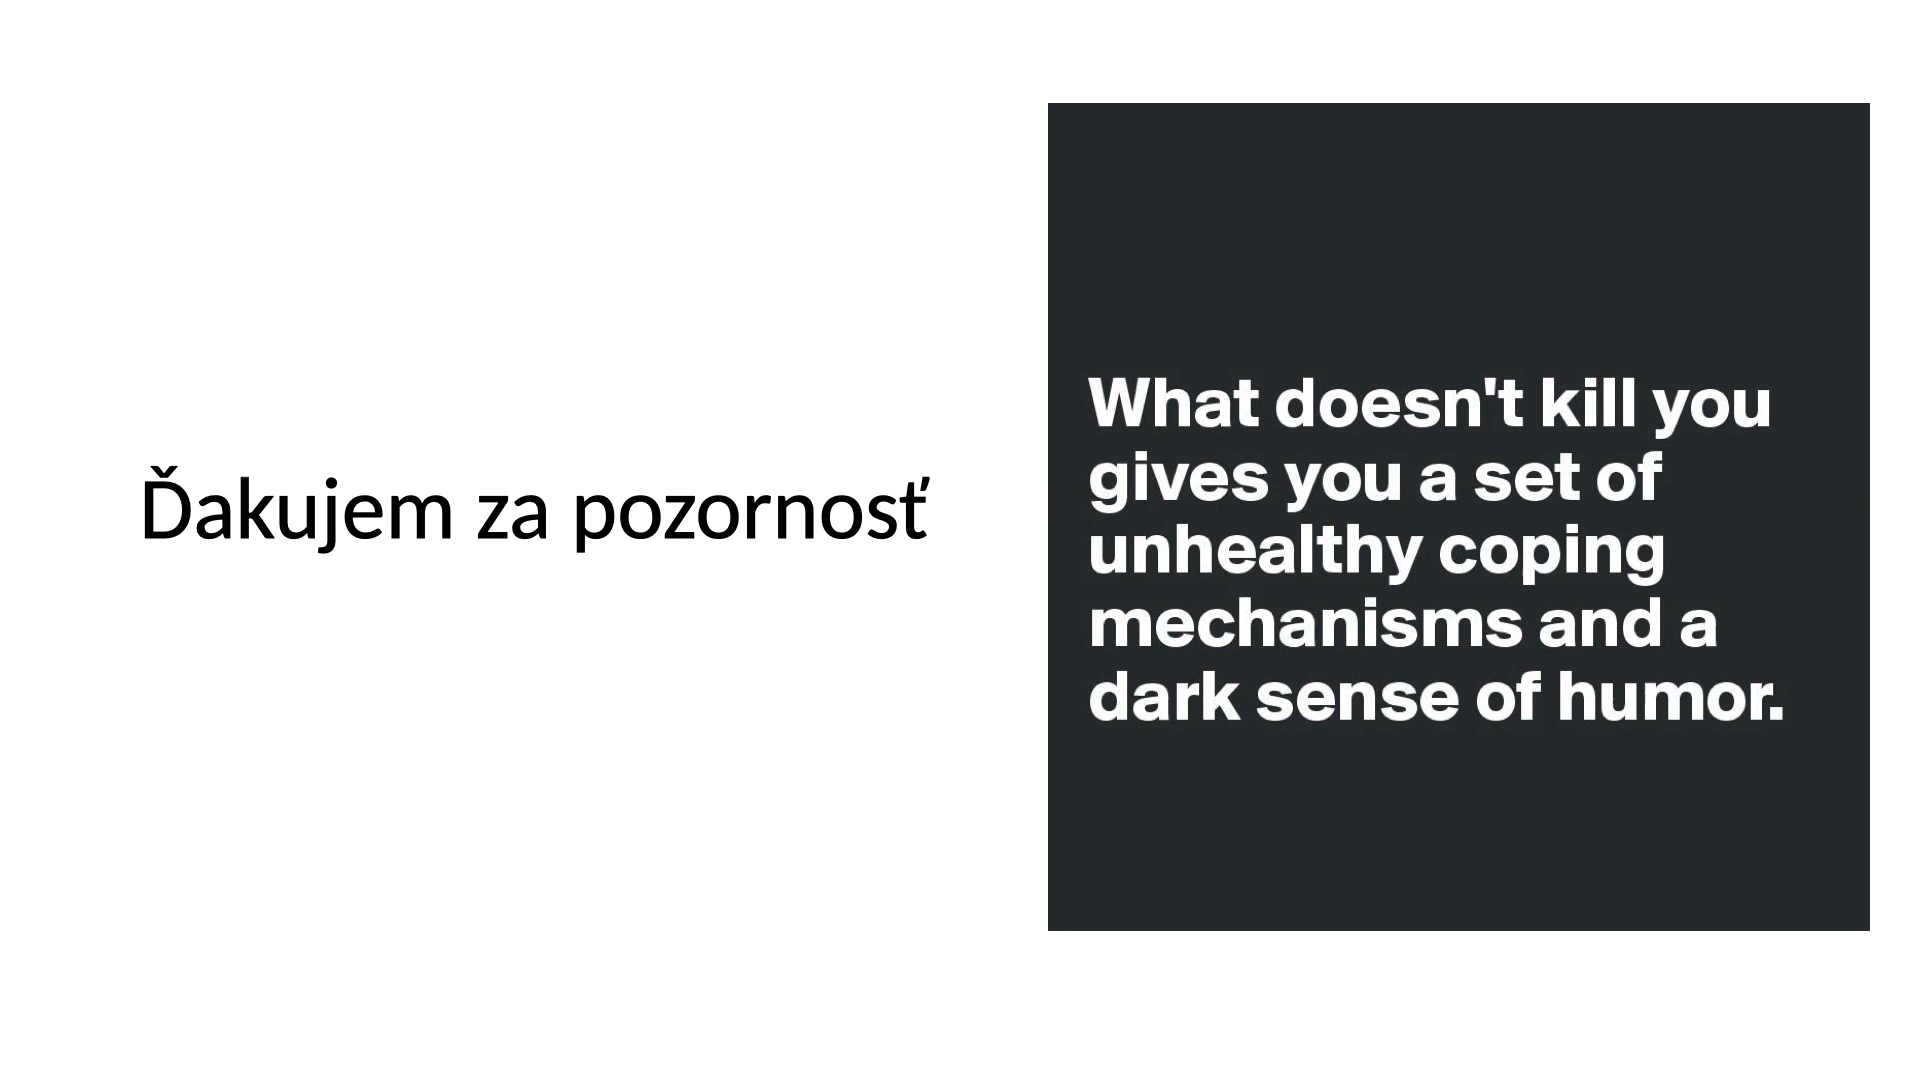 Ďakujem za pozornosť
What doesn't kill you
gives you a set of
unhealthy coping
mechanisms and a
dark sense of humor.